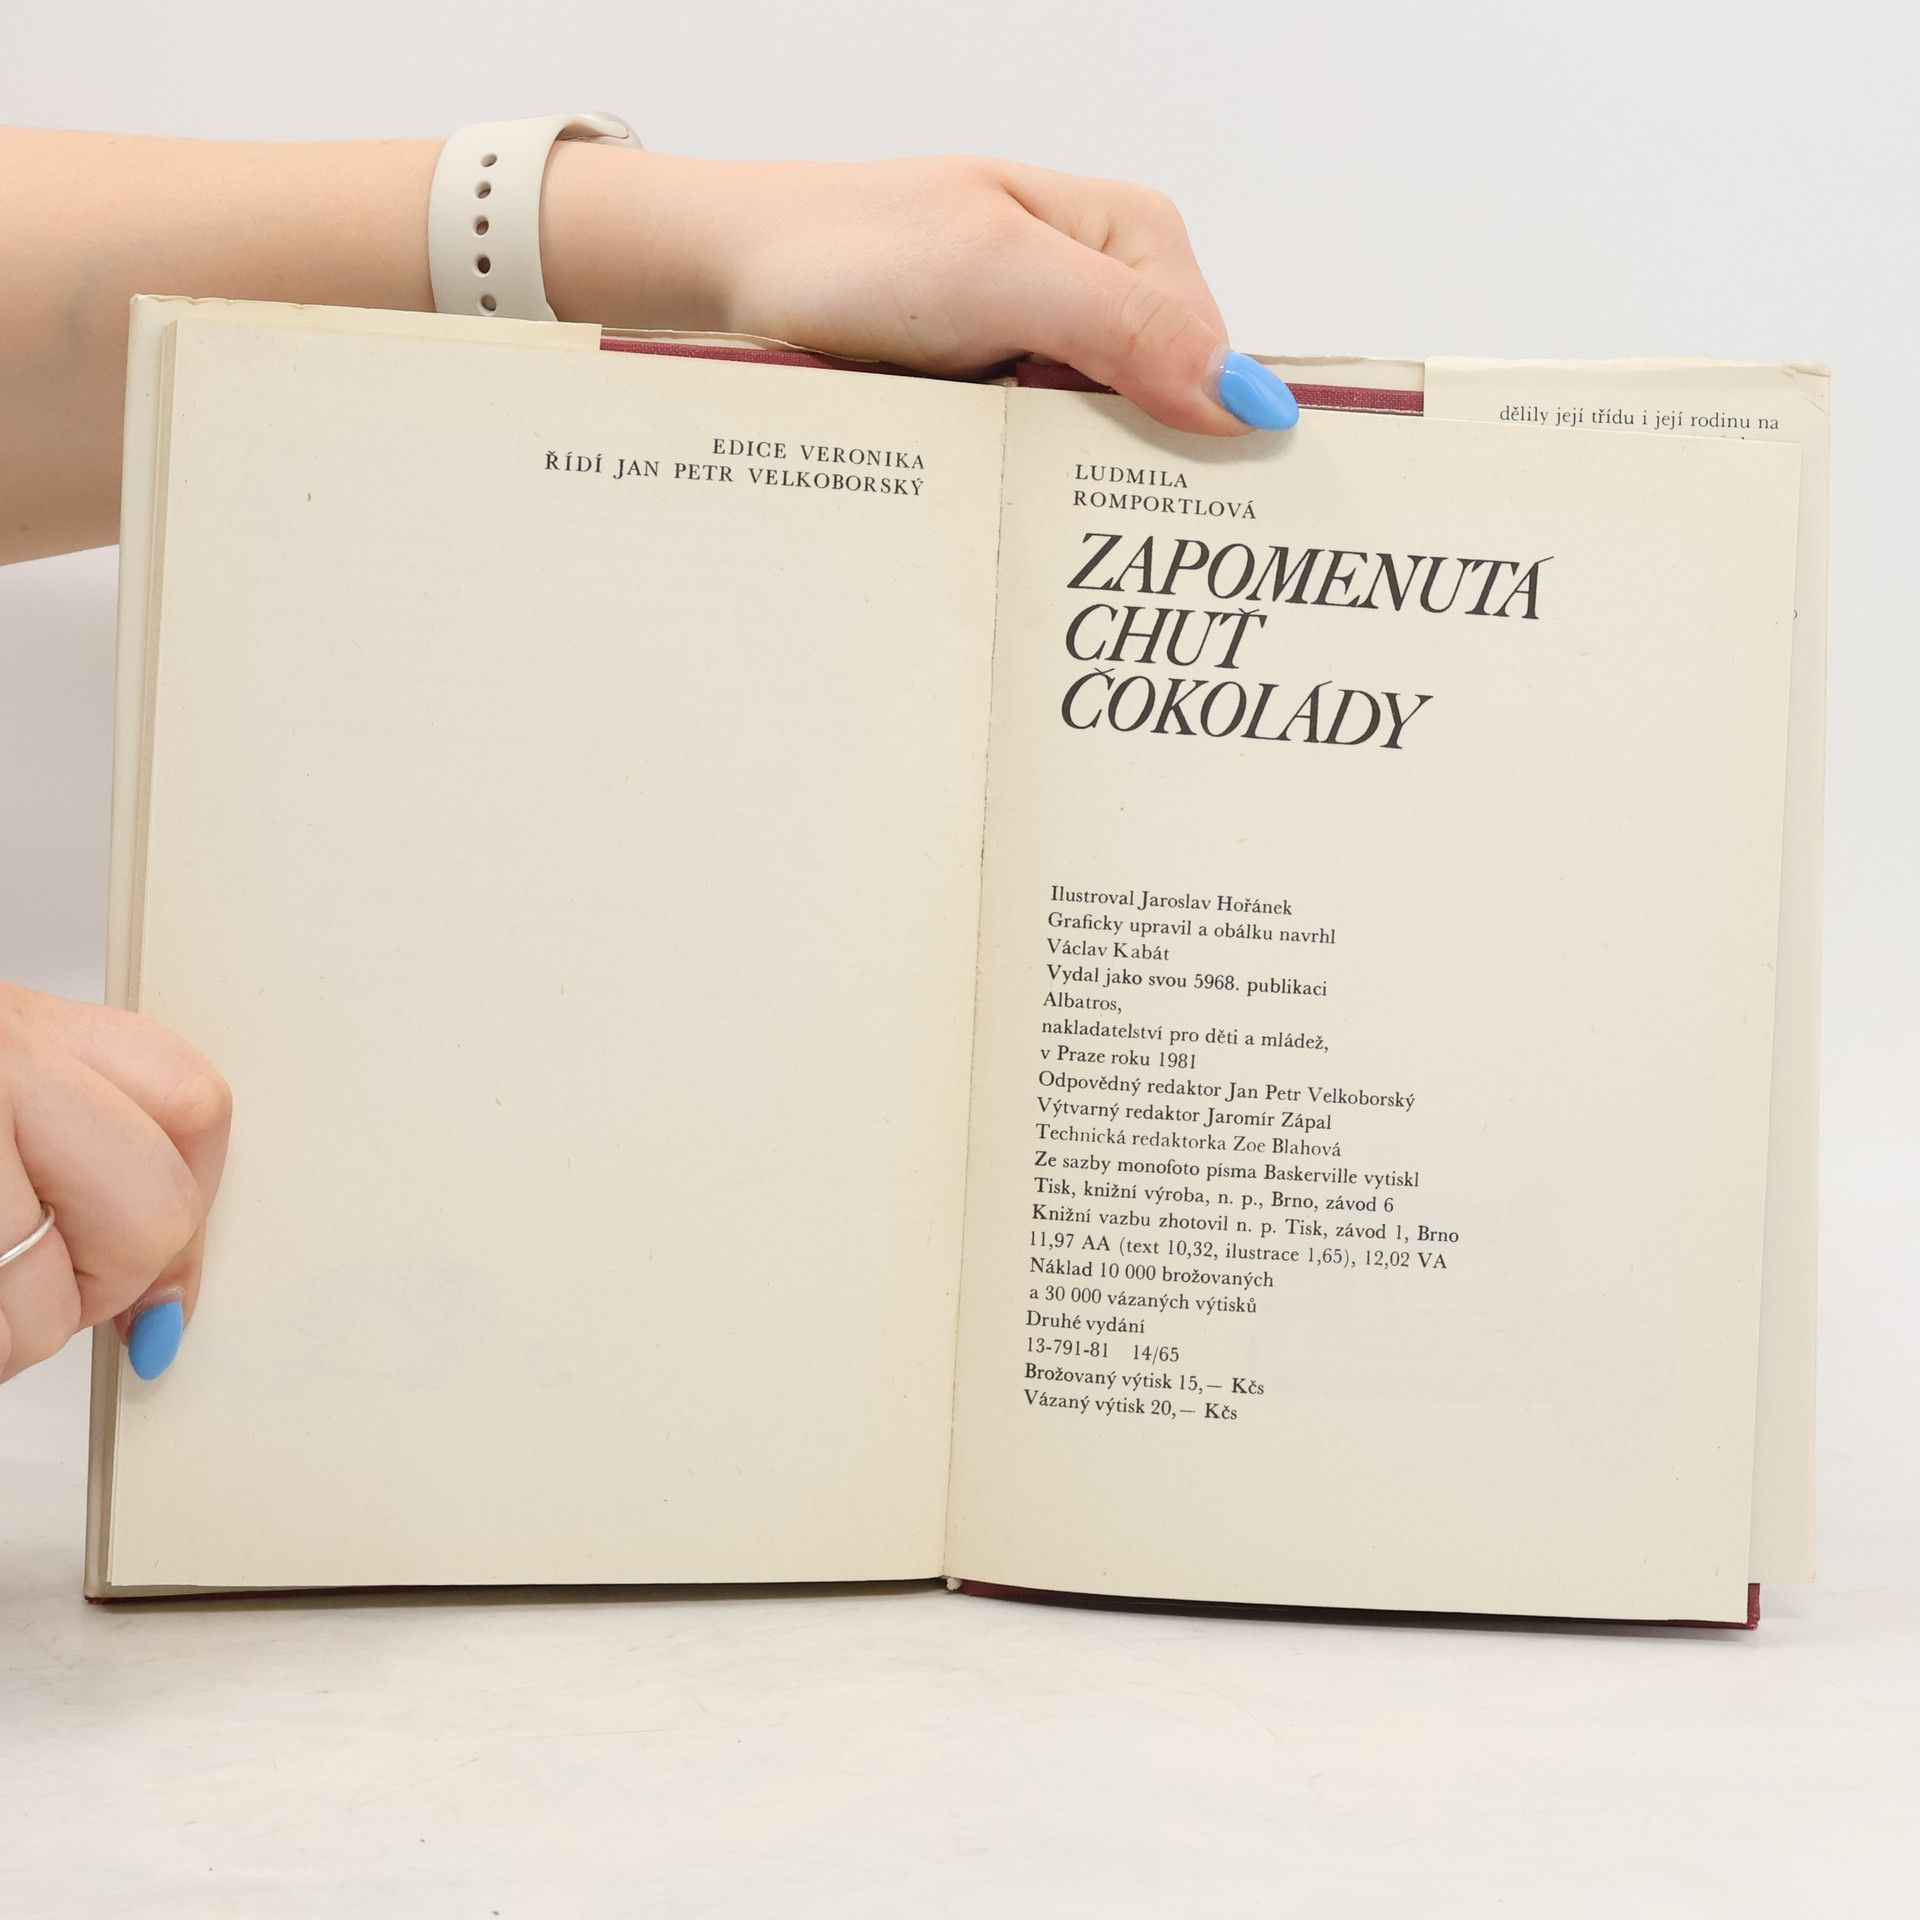 EDICE VERONIKA
ŘÍDÍ JAN PETR VELKOBORSKÝ
dělily její třídu i její rodinu na
LUDMILA
ROMPORTLOVÁ
ZAPOMENUTÁ
CHUŤ
ČOKOLÁDY
Ilustroval Jaroslav Hořánek
Graficky upravil a obálku navrhl
Václav Kabát
Vydal jako svou 5968. publikaci
Albatros,
nakladatelství pro děti a mládež,
v Praze roku 1981
Odpovědný redaktor Jan Petr Velkoborský
Výtvarný redaktor Jaromír Zápal
Technická redaktorka Zoe Blahová
Ze sazby monofoto písma Baskerville vytiskl
Tisk, knižní výroba, n. p., Brno, závod 6
Knižní vazbu zhotovil n. p. Tisk, závod 1, Brno
11,97 AA (text 10,32, ilustrace 1,65), 12,02 VA
Náklad 10 000 brožovaných
a 30 000 vázaných výtisků
Druhé vydání
13-791-81 14/65
Brožovaný výtisk 15,— Kčs
Vázaný výtisk 20,— Kčs